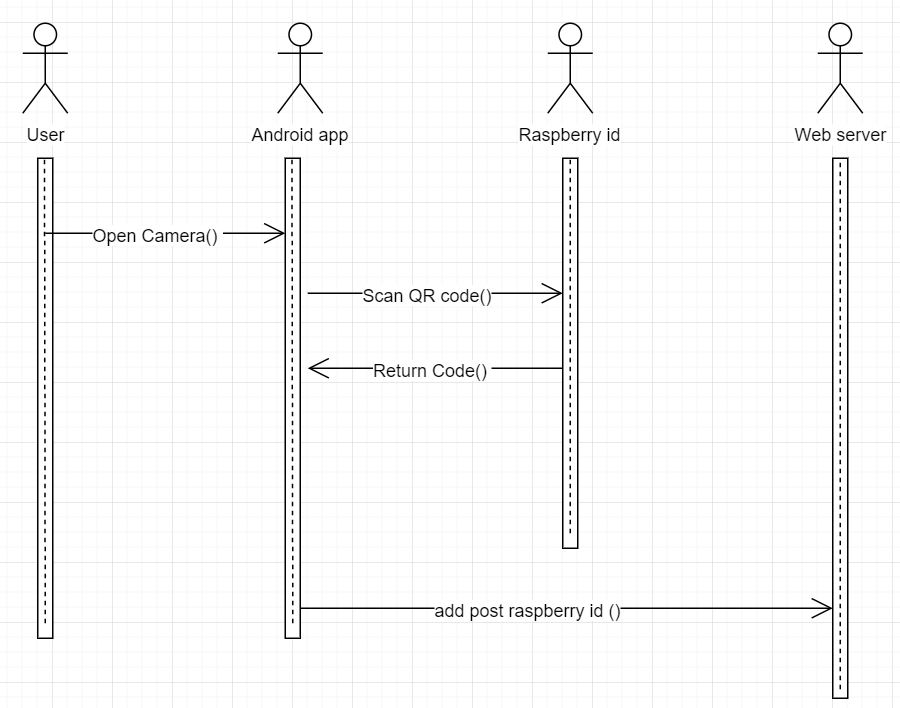 User
Android app
Raspberry id
Web server
Open Camera()
Scan QR code()
Return Code()
add post raspberry id ()